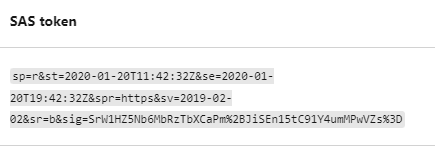 SAS token
sp=r&st=2020-01-20T11:42:32Z&se=2020-01-
20T19:42:32Z&spr=https&sv=2019-02-
02&sr=b&sig=SrW1HZ5Nb6MbRzTbXCaPm%2BJiSEn15tC91Y4umMPwVZs%3D